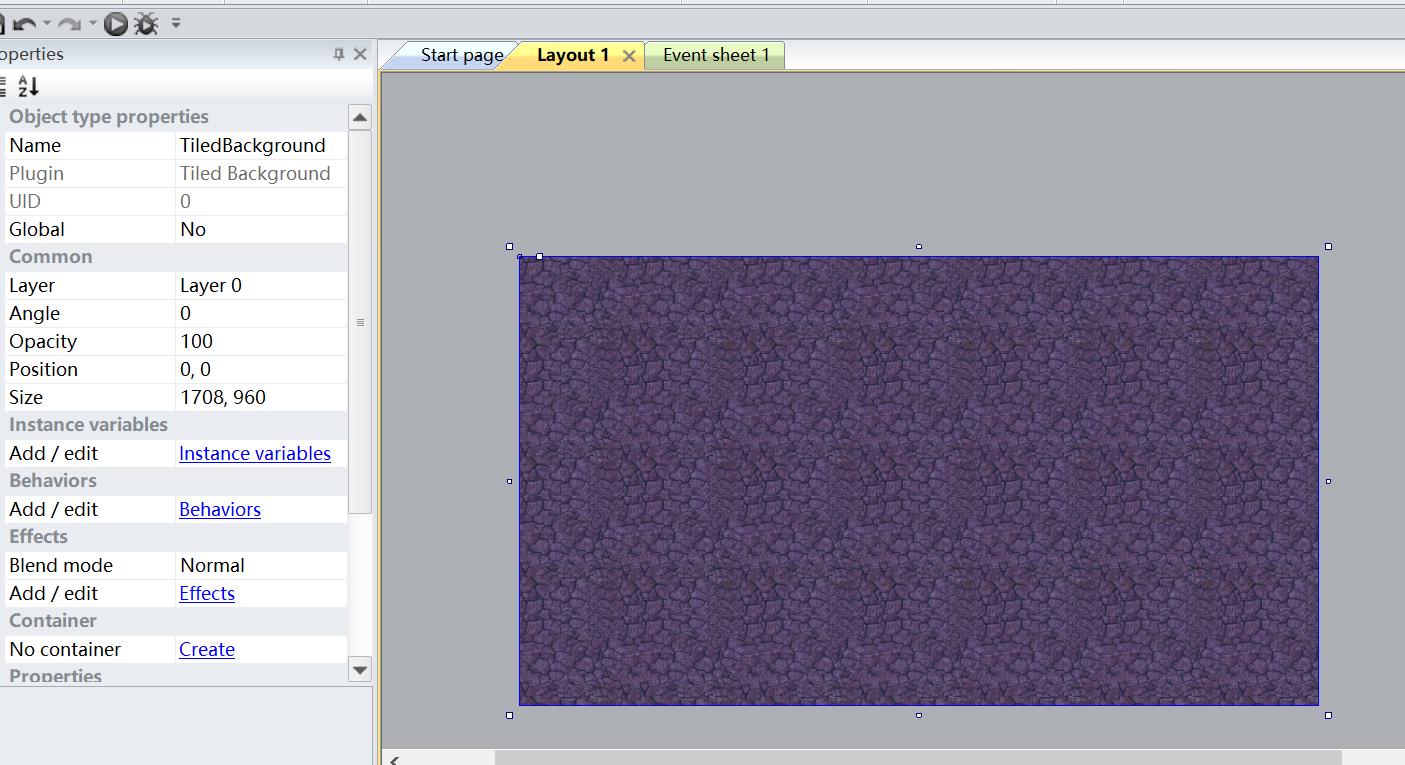 operties
Start page
Layout 1
Event sheet 1
Object type properties
Name TiledBackground
Plugin Tiled Background
UID 0
Global No
Common
Layer Layer 0
Angle 0
Opacity 100
Position 0, 0
Size 1708, 960
Instance variables
Add / edit Instance variables
Behaviors
Add / edit Behaviors
Effects
Blend mode Normal
Add / edit Effects
Container
No container Create
Properties